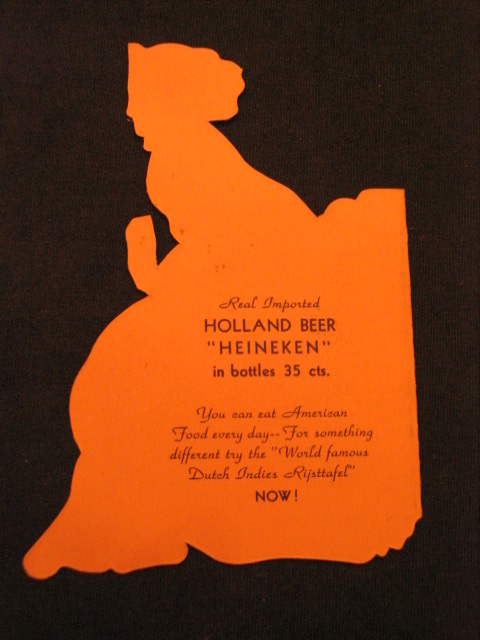 Real Imported
HOLLAND BEER
"HEINEKEN"
in bottles 35 cts.
You can eat American
Food every day--For something
different try the "World famous
Dutch Indies Rijsttafel"
NOW!